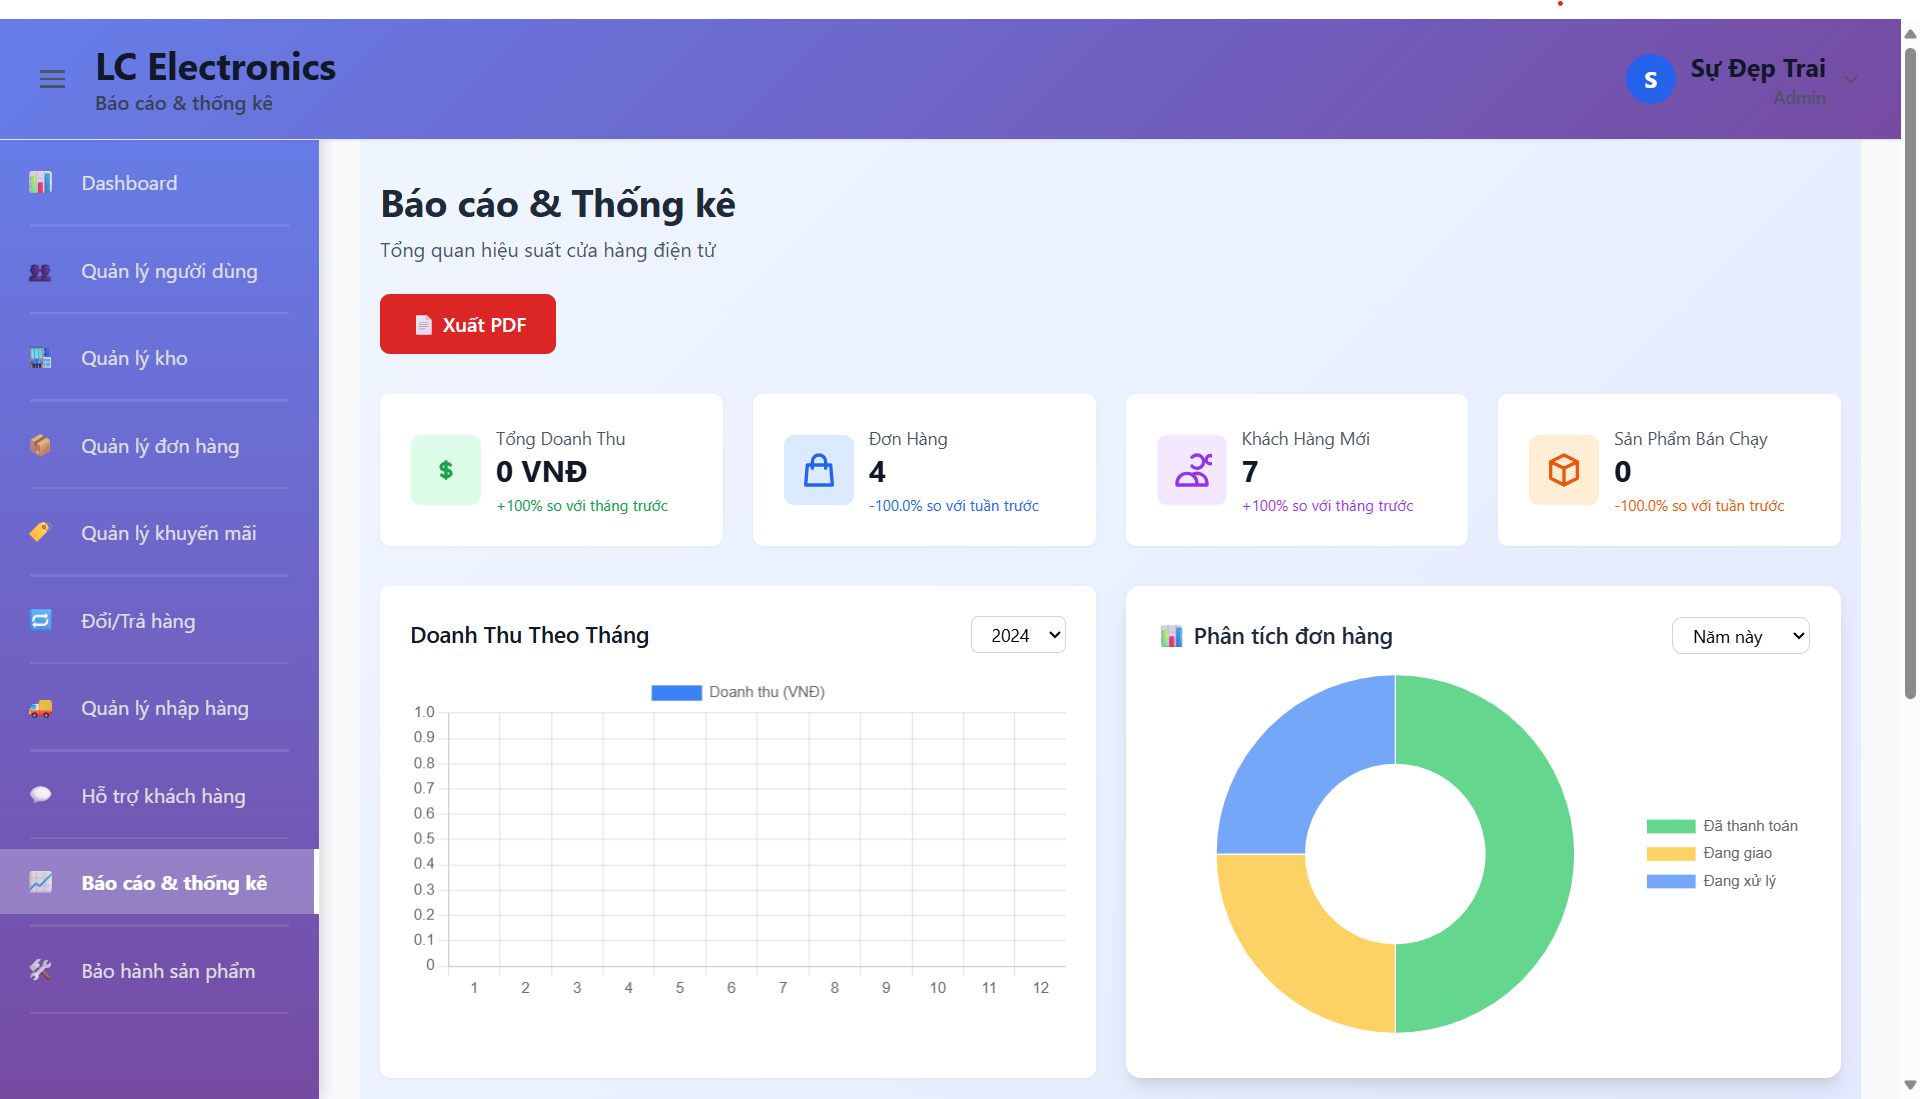 LC Electronics
Báo cáo & thống kê
S
Sự Đẹp Trai
Admin
Dashboard
Quản lý người dùng
Quản lý kho
Quản lý đơn hàng
Quản lý khuyến mãi
Đổi/Trả hàng
Quản lý nhập hàng
Hỗ trợ khách hàng
Báo cáo & thống kê
Bảo hành sản phẩm
Báo cáo & Thống kê
Tổng quan hiệu suất cửa hàng điện tử
Xuất PDF
$
Tổng Doanh Thu
0 VNĐ
+100% so với tháng trước
Đơn Hàng
4
-100.0% so với tuần trước
Khách Hàng Mới
7
+100% so với tháng trước
Sản Phẩm Bán Chạy
0
-100.0% so với tuần trước
Doanh Thu Theo Tháng
2024
Doanh thu (VNĐ)
1.0
0.9
0.8
0.7
0.6
0.5
0.4
0.3
0.2
0.1
0
1 2 3 4 5 6 7 8 9 10 11 12
Phân tích đơn hàng
Năm này
Đã thanh toán
Đang giao
Đang xử lý